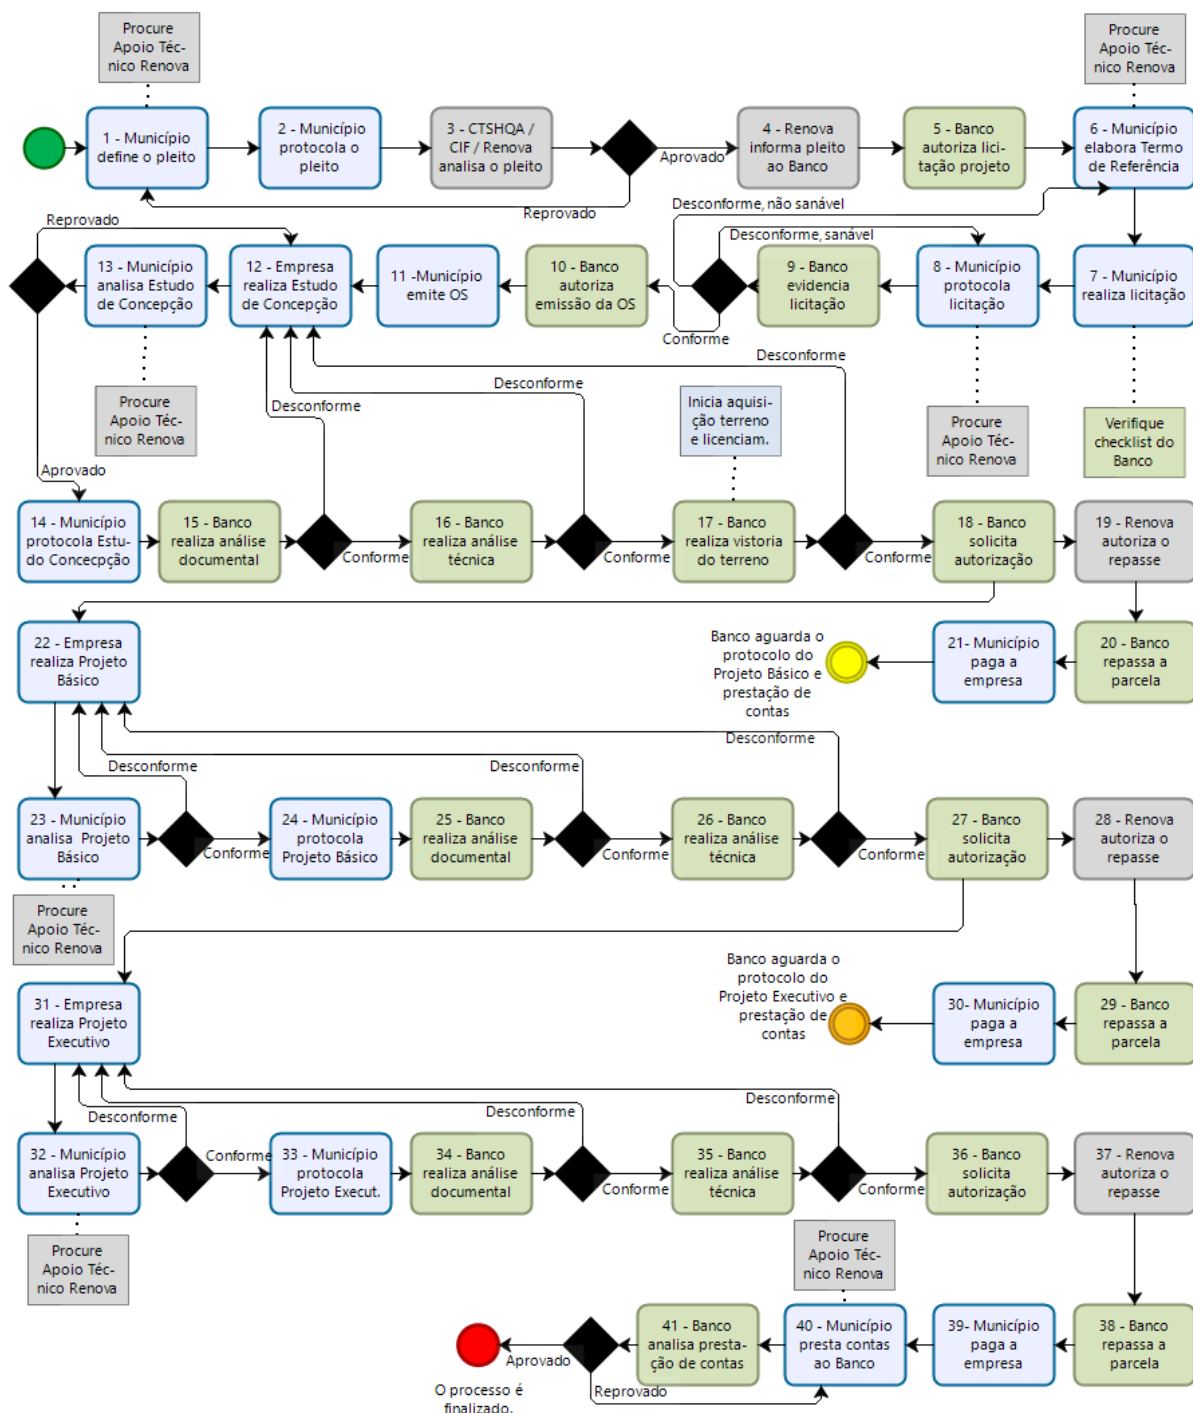 Procure
Apoio Téc-
nico Renova
Procure
Apoio Téc-
nico Renova
1 - Município
define o pleito
2 - Município
protocola o
pleito
3 - CTSHQA /
CIF / Renova
analisa o pleito
Aprovado
Reprovado
4 - Renova
informa pleito
ao Banco
5 - Banco
autoriza lici-
tação projeto
6 - Município
elabora Termo
de Referência
Desconforme, não sanável
Reprovado
Desconforme, sanável
13 - Município
analisa Estudo
de Concepção
12 - Empresa
realiza Estudo
de Concepção
11 -Município
emite OS
10 - Banco
autoriza
emissão da OS
Conforme
9 - Banco
evidencia
licitação
8 - Município
protocola
licitação
7 - Município
realiza licitação
Desconforme
Desconforme
Desconforme
Procure
Apoio Téc-
nico Renova
Inicia aquisi-
ção terreno
e licenciam.
Procure
Apoio Téc-
nico Renova
Verifique
checklist do
Banco
Aprovado
14 - Município
protocola Estu-
do Concecpção
15 - Banco
realiza análise
documental
Conforme
16 - Banco
realiza análise
técnica
Conforme
17 - Banco
realiza vistoria
do terreno
Conforme
18 - Banco
solicita
autorização
19 - Renova
autoriza o
repasse
22 - Empresa
realiza Projeto
Básico
Banco aguarda o
protocolo do
Projeto Básico e
prestação de
contas
21- Município
paga a
empresa
20 - Banco
repassa a
parcela
Desconforme
Desconforme
Desconforme
23 - Município
analisa Projeto
Básico
Conforme
24 - Município
protocola
Projeto Básico
25 - Banco
realiza análise
documental
Conforme
26 - Banco
realiza análise
técnica
Conforme
27 - Banco
solicita
autorização
28 - Renova
autoriza o
repasse
Procure
Apoio Téc-
nico Renova
31 - Empresa
realiza Projeto
Executivo
Banco aguarda o
protocolo do
Projeto Executivo e
prestação de
contas
30- Município
paga a
empresa
29 - Banco
repassa a
parcela
Desconforme
Desconforme
Desconforme
32 - Município
analisa Projeto
Executivo
Conforme
33 - Município
protocola
Projeto Execut.
34 - Banco
realiza análise
documental
Conforme
35 - Banco
realiza análise
técnica
Conforme
36 - Banco
solicita
autorização
37 - Renova
autoriza o
repasse
Procure
Apoio Téc-
nico Renova
Procure
Apoio Téc-
nico Renova
O processo é
finalizado.
Aprovado
Reprovado
41 - Banco
analisa presta-
ção de contas
40 - Município
presta contas
ao Banco
39- Município
paga a
empresa
38 - Banco
repassa a
parcela